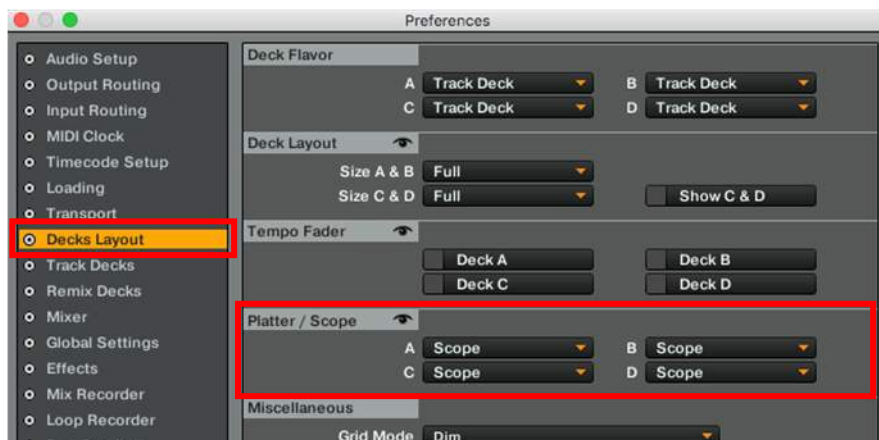 Preferences
Audio Setup
Output Routing
Input Routing
MIDI Clock
Timecode Setup
Loading
Transport
Decks Layout
Track Decks
Remix Decks
Mixer
Global Settings
Effects
Mix Recorder
Loop Recorder
Deck Flavor
A Track Deck B Track Deck
C Track Deck D Track Deck
Deck Layout
Size A & B Full
Size C & D Full Show C & D
Tempo Fader
Deck A Deck B
Deck C Deck D
Platter / Scope
A Scope B Scope
C Scope D Scope
Miscellaneous
Grid Mode Dim